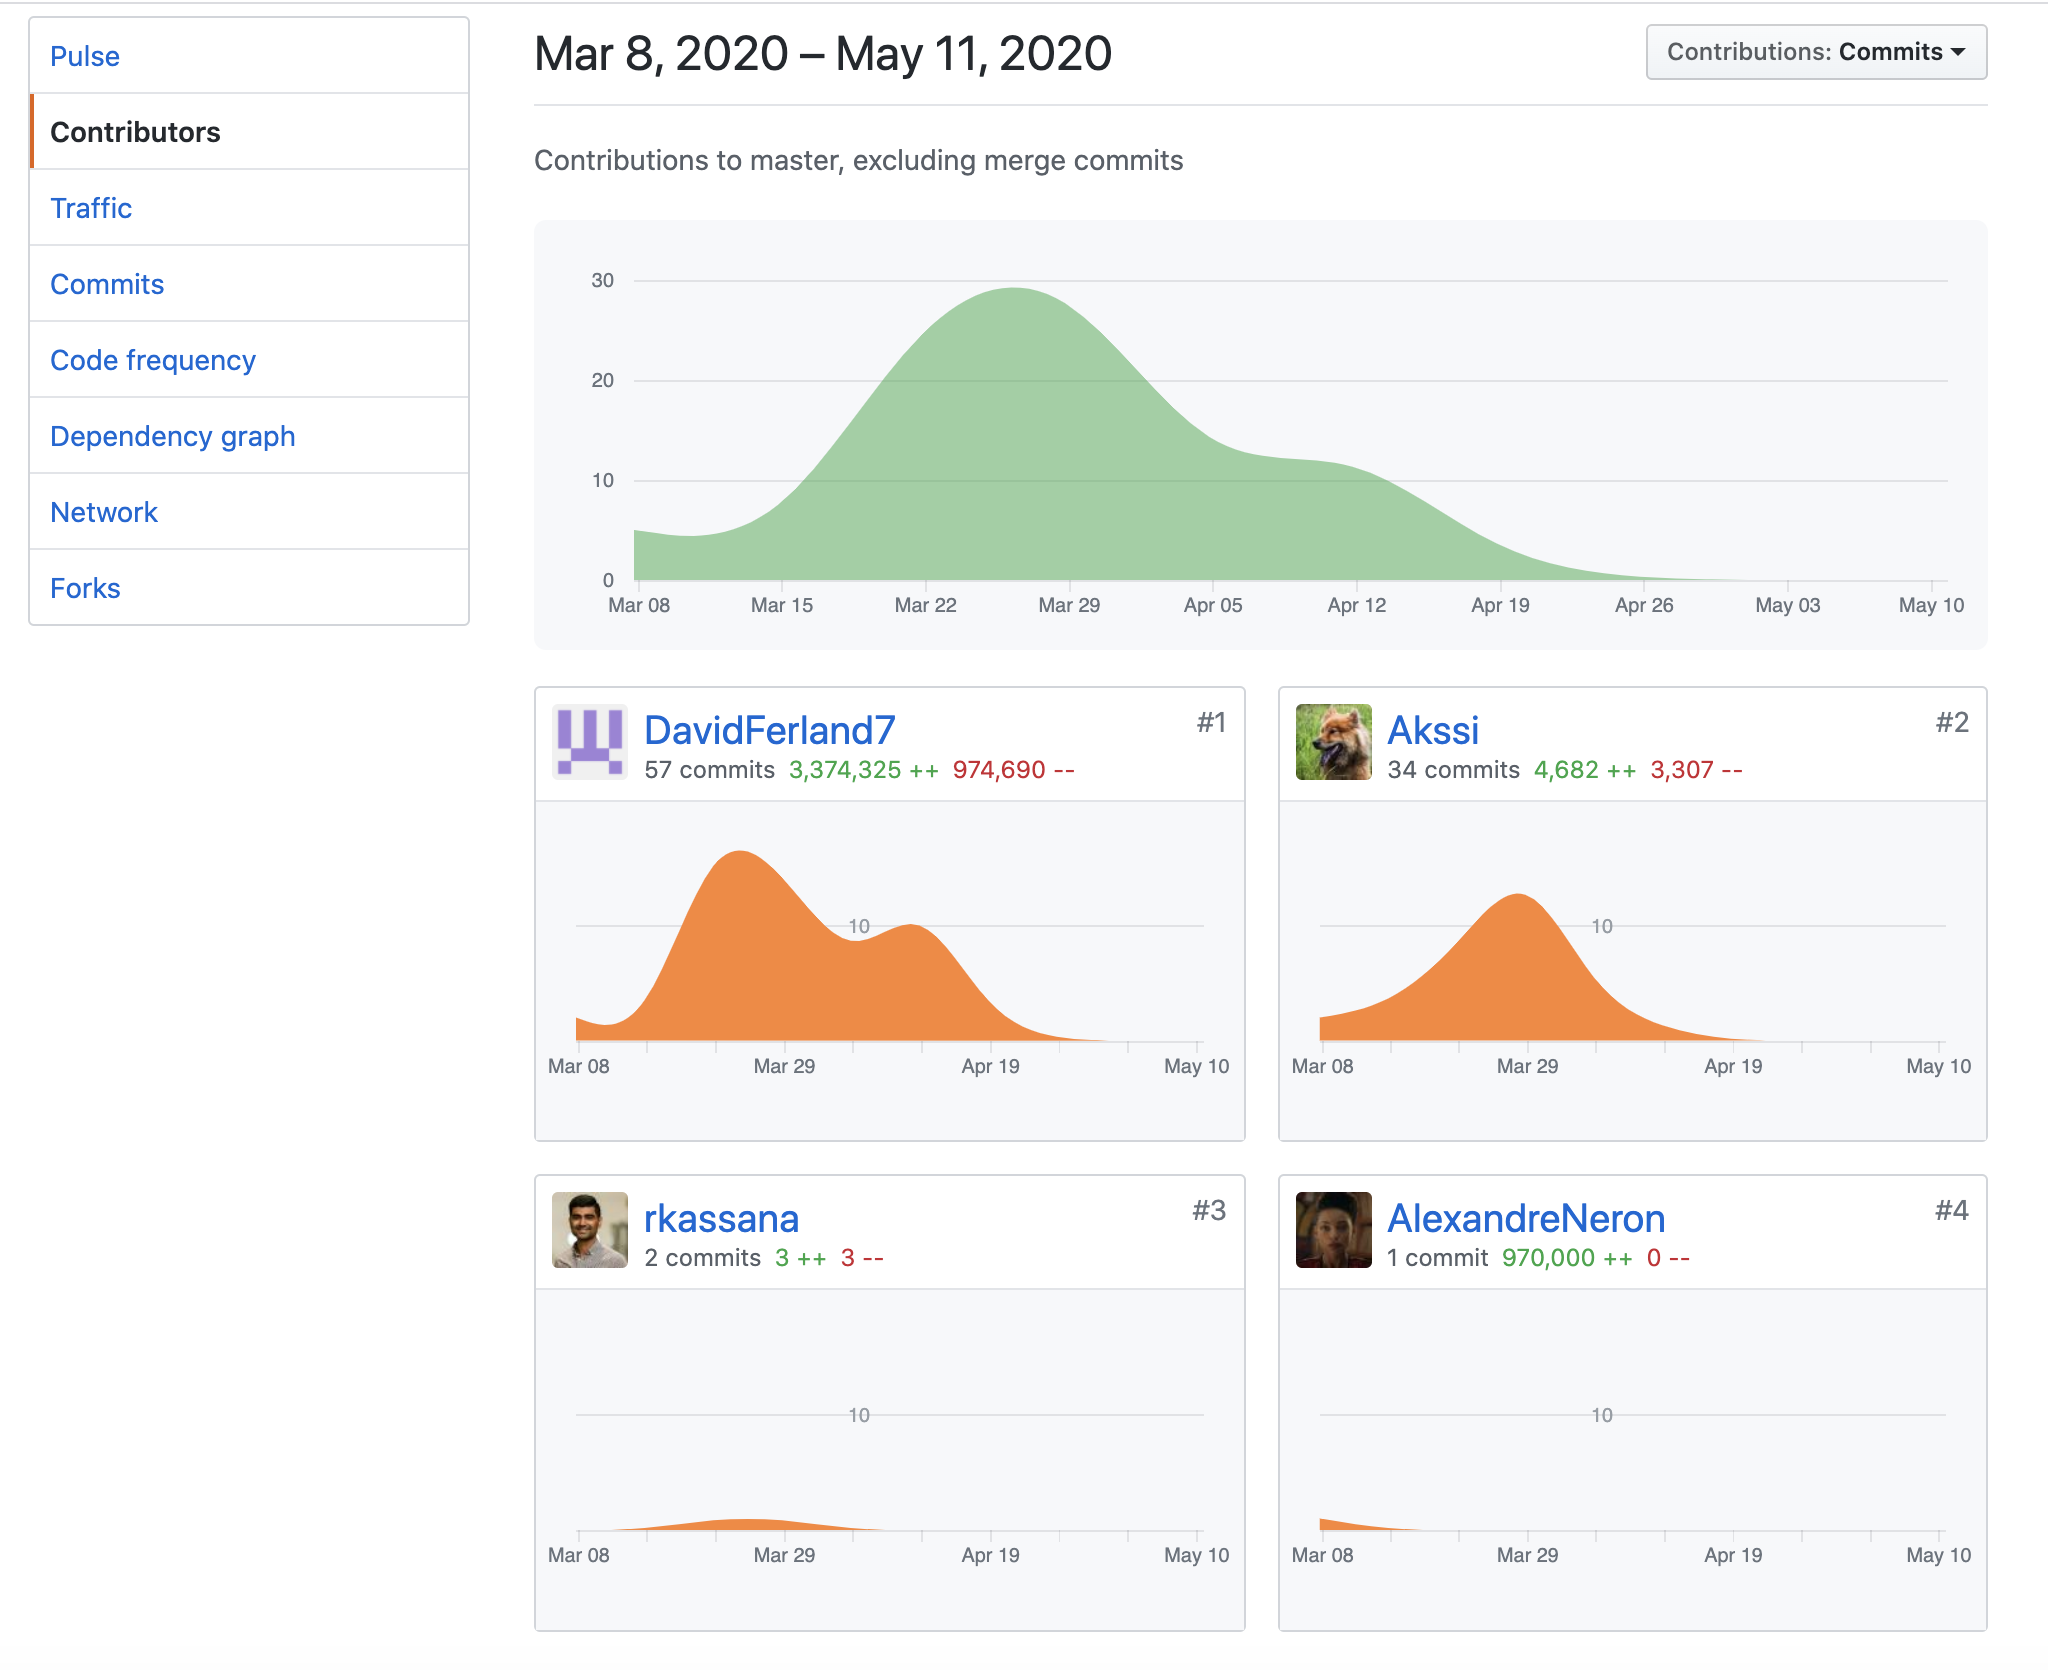 Pulse
Contributors
Traffic
Commits
Code frequency
Dependency graph
Network
Forks
Mar 8, 2020 – May 11, 2020
Contributions: Commits
Contributions to master, excluding merge commits
30
20
10
0
Mar 08 Mar 15 Mar 22 Mar 29 Apr 05 Apr 12 Apr 19 Apr 26 May 03 May 10
DavidFerland7 #1
57 commits 3,374,325 ++ 974,690 --
10
Mar 08 Mar 29 Apr 19 May 10
Akssi #2
34 commits 4,682 ++ 3,307 --
10
Mar 08 Mar 29 Apr 19 May 10
rkassana #3
2 commits 3 ++ 3 --
10
Mar 08 Mar 29 Apr 19 May 10
AlexandreNeron #4
1 commit 970,000 ++ 0 --
10
Mar 08 Mar 29 Apr 19 May 10